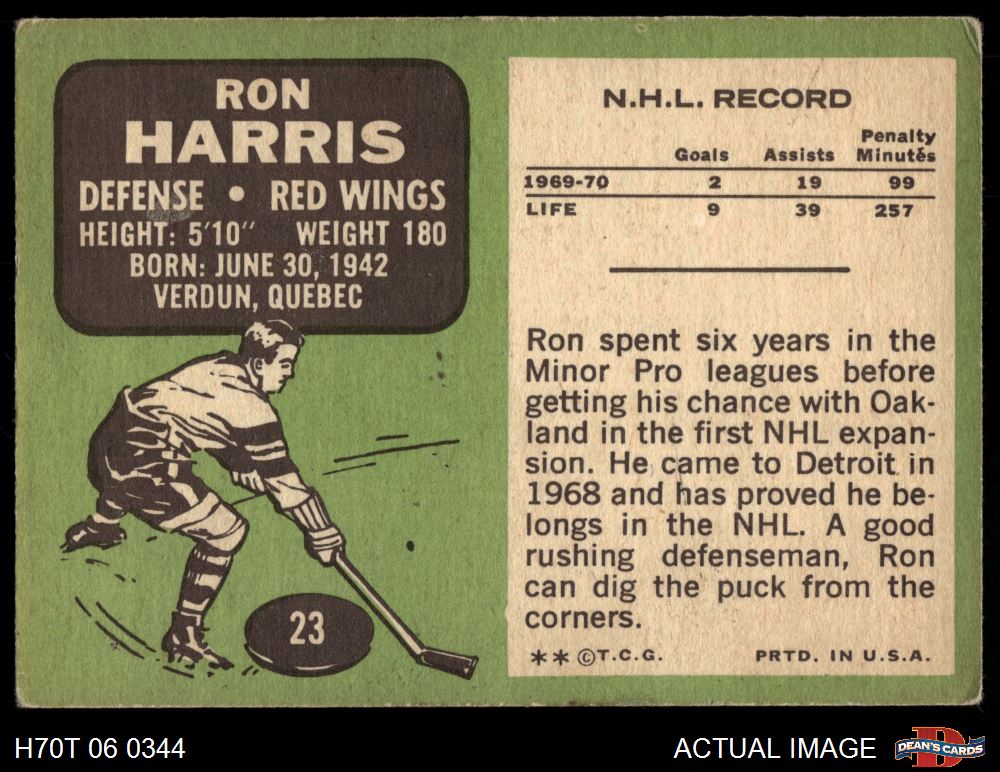 RON
HARRIS
DEFENSE • RED WINGS
HEIGHT: 5'10" WEIGHT 180
BORN: JUNE 30, 1942
VERDUN, QUEBEC
23
N.H.L. RECORD
Goals Assists Penalty Minutes
1969-70 2 19 99
LIFE 9 39 257
Ron spent six years in the
Minor Pro leagues before
getting his chance with Oak-
land in the first NHL expan-
sion. He came to Detroit in
1968 and has proved he be-
longs in the NHL. A good
rushing defenseman, Ron
can dig the puck from the
corners.
** ©T.C.G. PRTD. IN U.S.A.
H70T 06 0344
ACTUAL IMAGE
D
DEAN'S CARDS